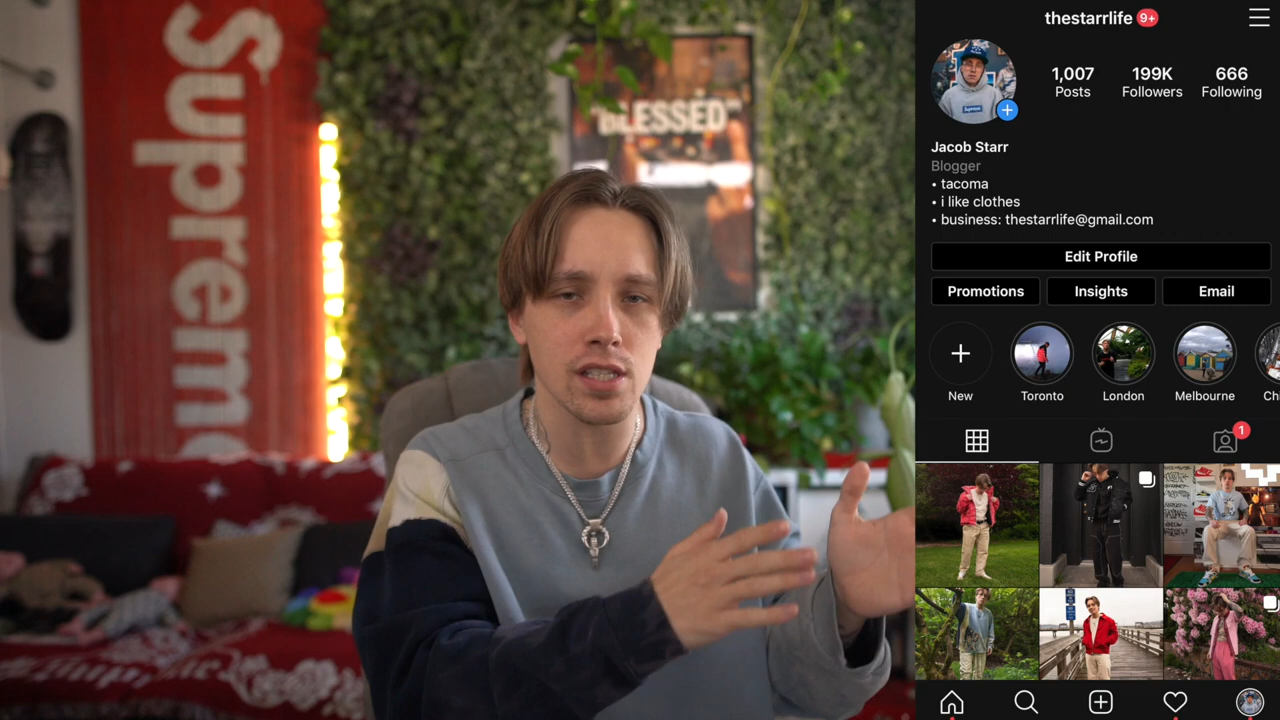 Supreme
"BLESSED"
thestarrlife 9+
1,007
Posts
199K
Followers
666
Following
Jacob Starr
Blogger
• tacoma
• i like clothes
• business: thestarrlife@gmail.com
Edit Profile
Promotions
Insights
Email
New
Toronto
London
Melbourne
Ch
1